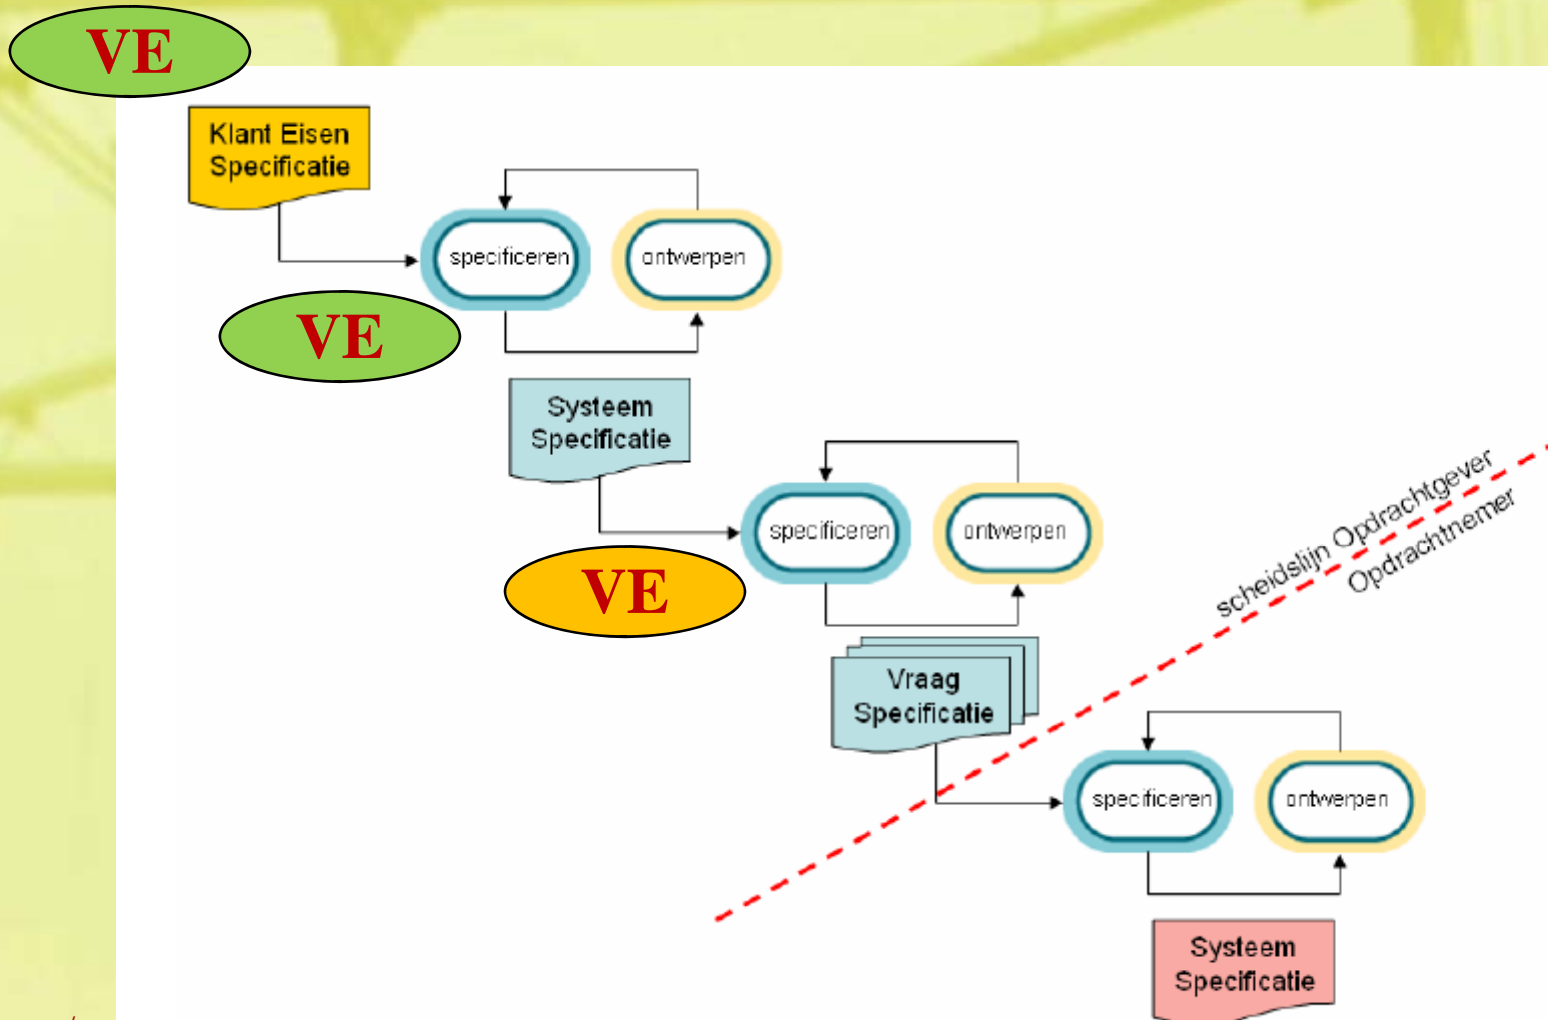 VE
Klant Eisen
Specificatie
specificeren
ontwerpen
VE
Systeem
Specificatie
specificeren
ontwerpen
VE
scheidslijn Opdrachtgever
Opdrachtnemer
Vraag
Specificatie
specificeren
ontwerpen
Systeem
Specificatie